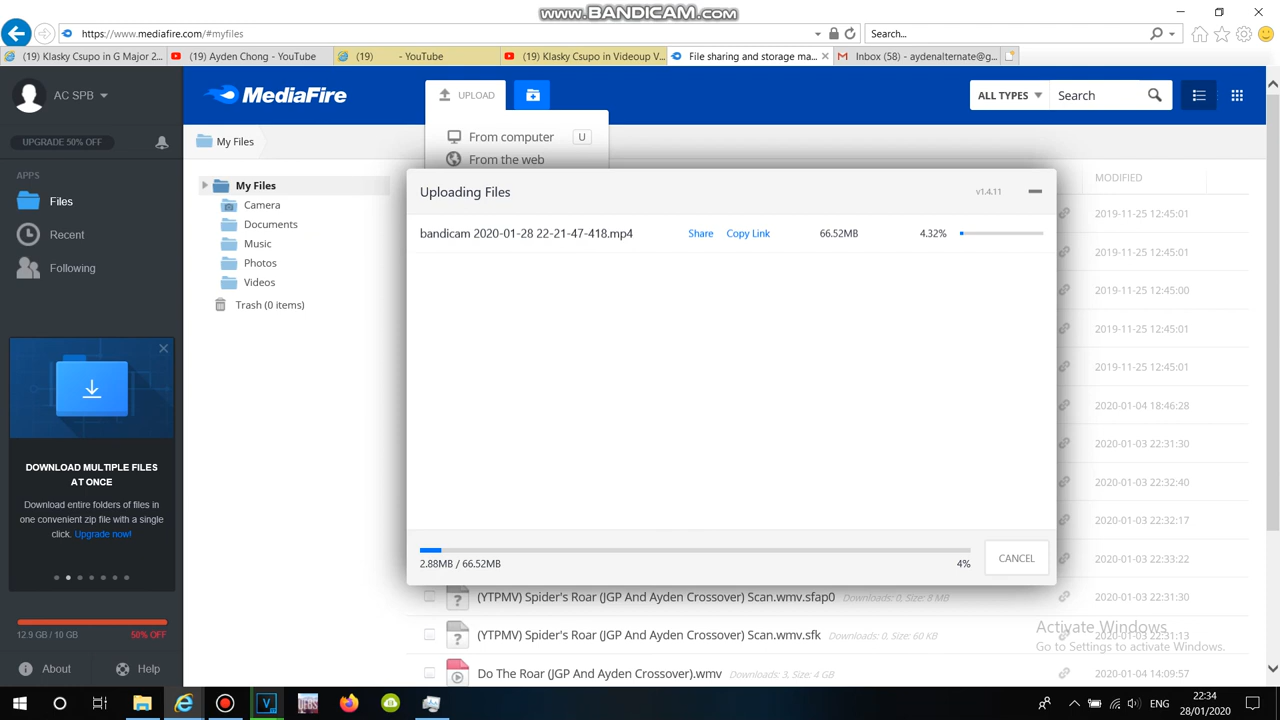 www.BANDICAM.com
https://www.mediafire.com/#myfiles
Search...
(19) Klasky Csupo in G Major 2...
(19) Ayden Chong - YouTube
(19) - YouTube
(19) Klasky Csupo in Videoup V...
File sharing and storage ma...
Inbox (58) - aydenalternate@g...
AC SPB
MediaFire
UPLOAD
ALL TYPES
Search
From computer U
From the web
UPGRADE 50% OFF
My Files
APPS
Files
Recent
Following
My Files
Camera
Documents
Music
Photos
Videos
Trash (0 items)
Uploading Files
v1.4.11
bandicam 2020-01-28 22-21-47-418.mp4 Share Copy Link 66.52MB 4.32%
2.88MB / 66.52MB
4%
CANCEL
MODIFIED
2019-11-25 12:45:01
2019-11-25 12:45:01
2019-11-25 12:45:00
2019-11-25 12:45:01
2019-11-25 12:45:01
2020-01-04 18:46:28
2020-01-03 22:31:30
2020-01-03 22:32:40
2020-01-03 22:32:17
2020-01-03 22:33:22
(YTPMV) Spider's Roar (JGP And Ayden Crossover) Scan.wmv.sfap0 Downloads: 0, Size: 8 MB 2020-01-03 22:31:30
(YTPMV) Spider's Roar (JGP And Ayden Crossover) Scan.wmv.sfk Downloads: 0, Size: 60 KB 2020-01-03 22:31:13
Do The Roar (JGP And Ayden Crossover).wmv Downloads: 3, Size: 4 GB 2020-01-04 14:09:57
DOWNLOAD MULTIPLE FILES
AT ONCE
Download entire folders of files in
one convenient zip file with a single
click. Upgrade now!
12.9 GB / 10 GB 50% OFF
About
Help
Activate Windows
Go to Settings to activate Windows.
22:34
28/01/2020